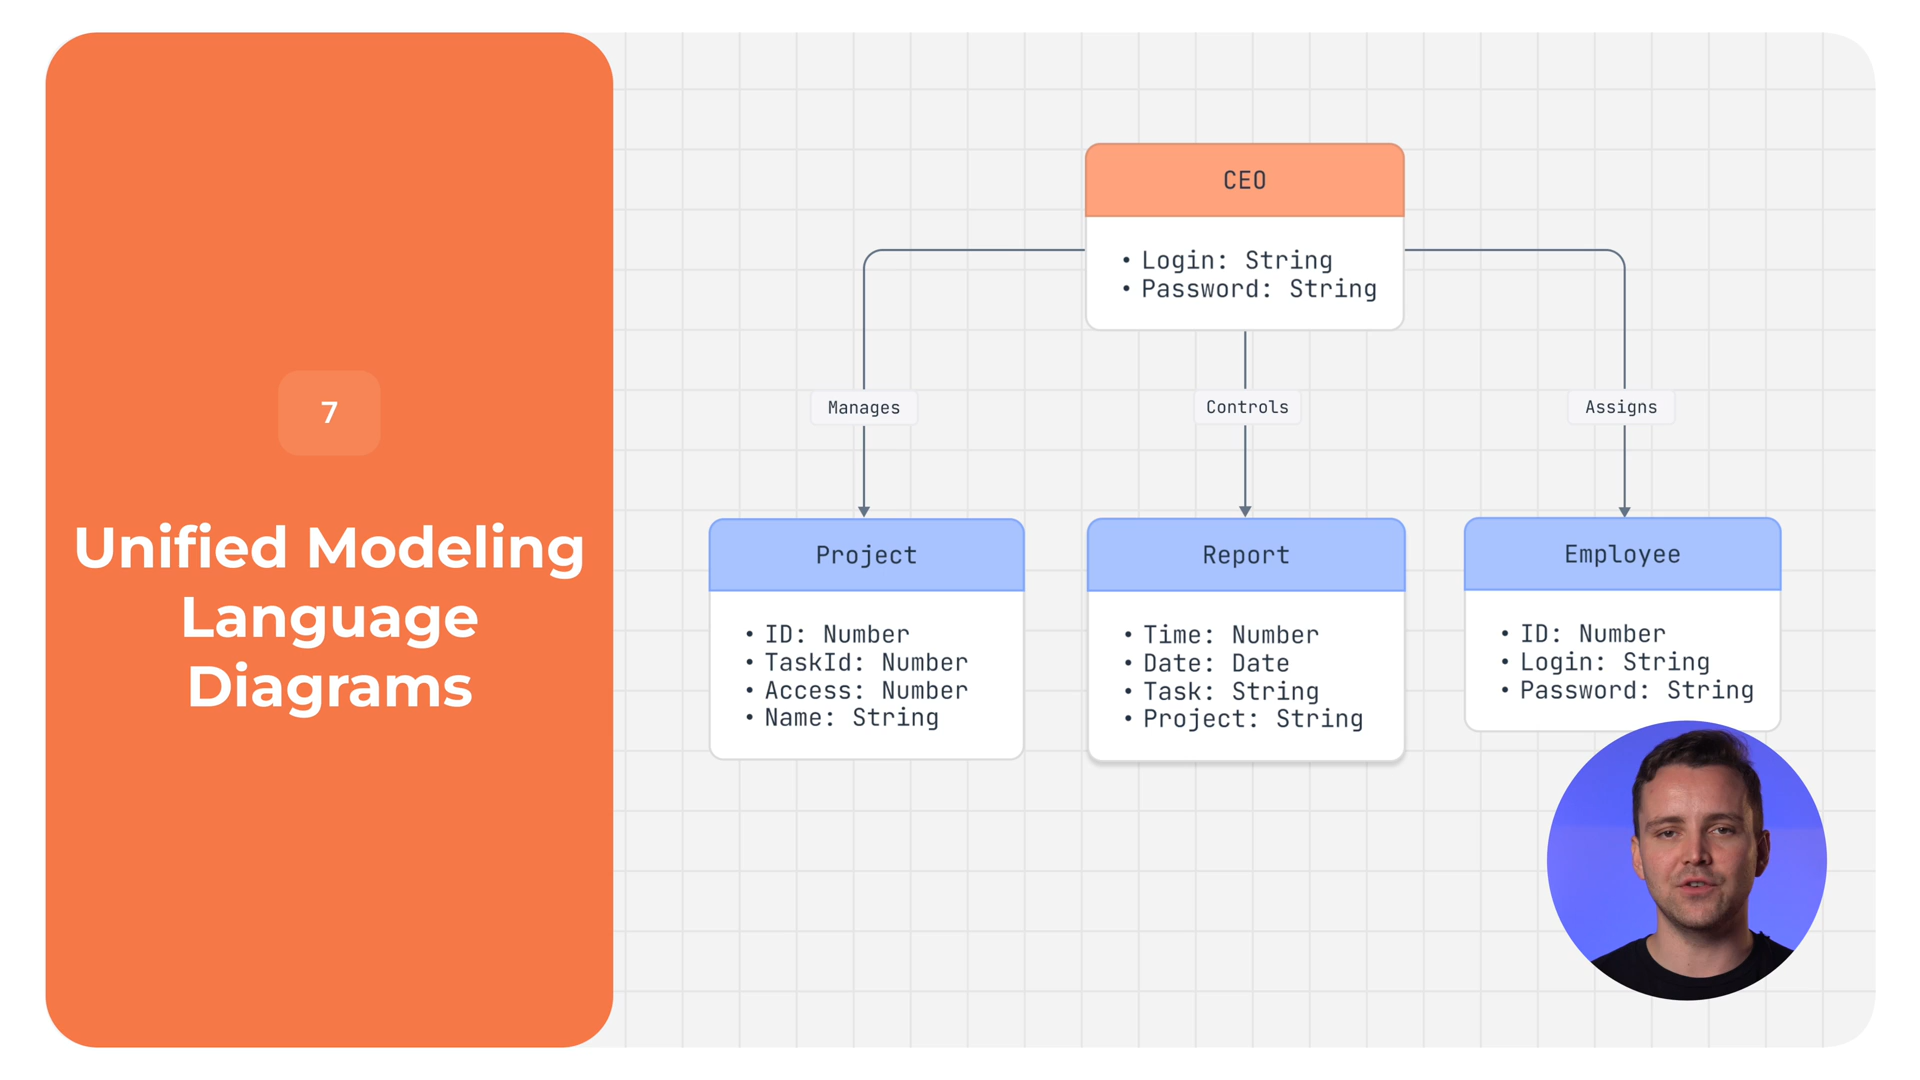 7
Unified Modeling
Language
Diagrams
CEO
• Login: String
• Password: String
Manages
Controls
Assigns
Project
• ID: Number
• TaskId: Number
• Access: Number
• Name: String
Report
• Time: Number
• Date: Date
• Task: String
• Project: String
Employee
• ID: Number
• Login: String
• Password: String